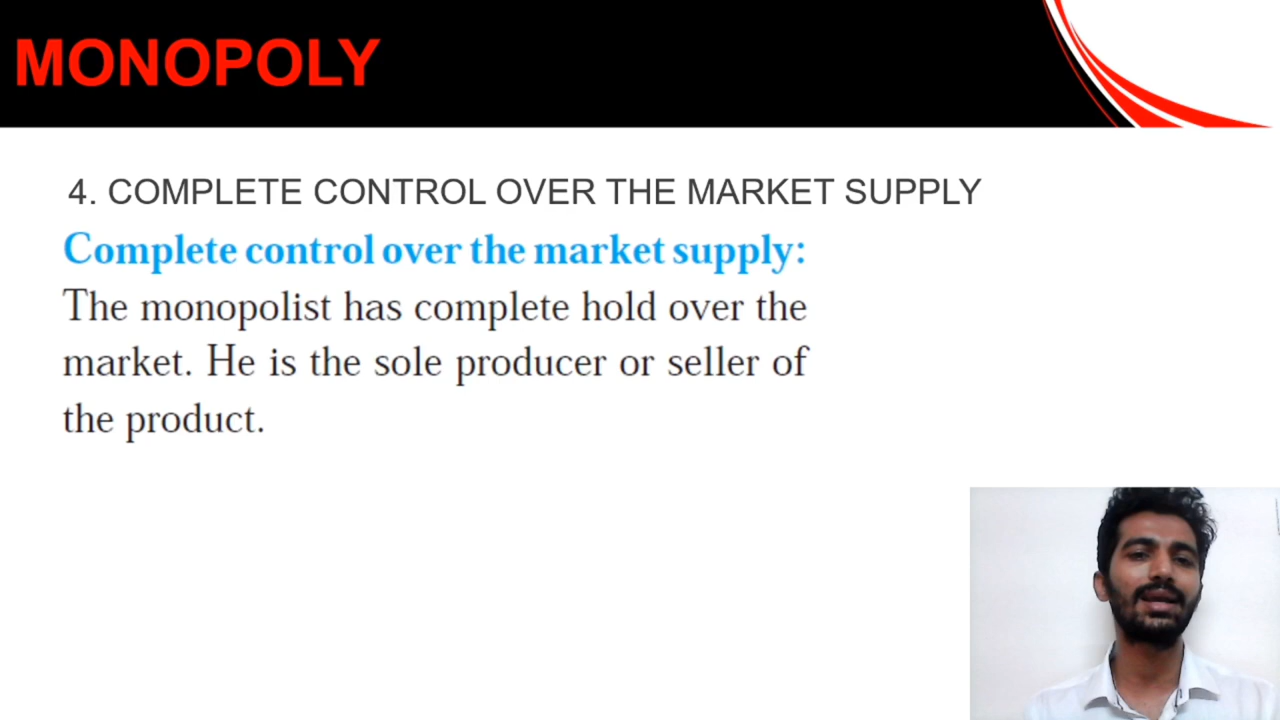 MONOPOLY
4. COMPLETE CONTROL OVER THE MARKET SUPPLY
Complete control over the market supply:
The monopolist has complete hold over the
market. He is the sole producer or seller of
the product.